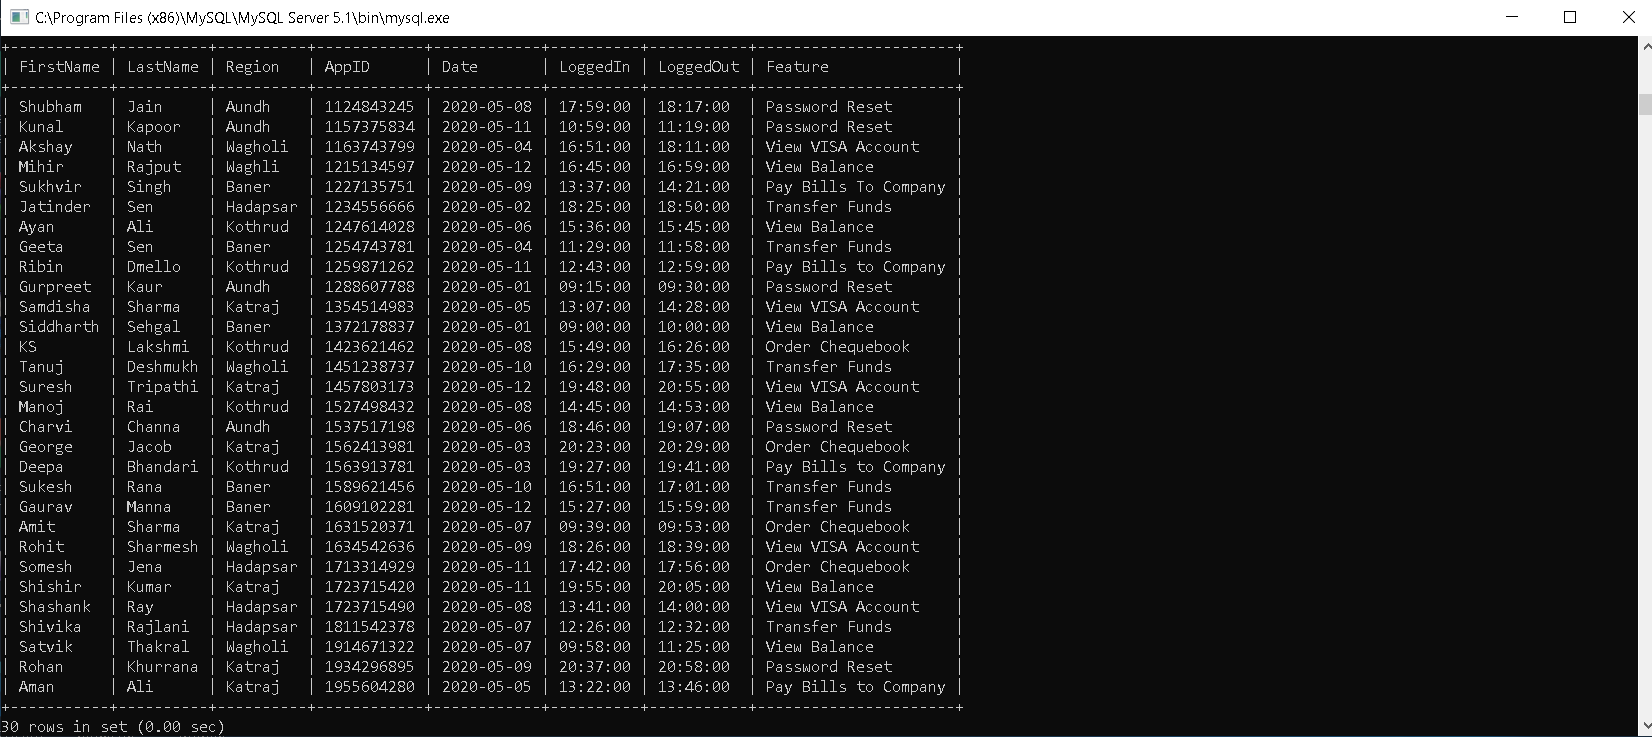 C:\Program Files (x86)\MySQL\MySQL Server 5.1\bin\mysql.exe
+-----------+----------+----------+------------+------------+----------+-----------+----------------------+
| FirstName | LastName | Region   | AppID      | Date       | LoggedIn | LoggedOut | Feature              |
+-----------+----------+----------+------------+------------+----------+-----------+----------------------+
| Shubham   | Jain     | Aundh    | 1124843245 | 2020-05-08 | 17:59:00 | 18:17:00  | Password Reset       |
| Kunal     | Kapoor   | Aundh    | 1157375834 | 2020-05-11 | 10:59:00 | 11:19:00  | Password Reset       |
| Akshay    | Nath     | Wagholi  | 1163743799 | 2020-05-04 | 16:51:00 | 18:11:00  | View VISA Account    |
| Mihir     | Rajput   | Waghli   | 1215134597 | 2020-05-12 | 16:45:00 | 16:59:00  | View Balance         |
| Sukhvir   | Singh    | Baner    | 1227135751 | 2020-05-09 | 13:37:00 | 14:21:00  | Pay Bills To Company |
| Jatinder  | Sen      | Hadapsar | 1234556666 | 2020-05-02 | 18:25:00 | 18:50:00  | Transfer Funds       |
| Ayan      | Ali      | Kothrud  | 1247614028 | 2020-05-06 | 15:36:00 | 15:45:00  | View Balance         |
| Geeta     | Sen      | Baner    | 1254743781 | 2020-05-04 | 11:29:00 | 11:58:00  | Transfer Funds       |
| Ribin     | Dmello   | Kothrud  | 1259871262 | 2020-05-11 | 12:43:00 | 12:59:00  | Pay Bills to Company |
| Gurpreet  | Kaur     | Aundh    | 1288607788 | 2020-05-01 | 09:15:00 | 09:30:00  | Password Reset       |
| Samdisha  | Sharma   | Katraj   | 1354514983 | 2020-05-05 | 13:07:00 | 14:28:00  | View VISA Account    |
| Siddharth | Sehgal   | Baner    | 1372178837 | 2020-05-01 | 09:00:00 | 10:00:00  | View Balance         |
| KS        | Lakshmi  | Kothrud  | 1423621462 | 2020-05-08 | 15:49:00 | 16:26:00  | Order Chequebook     |
| Tanuj     | Deshmukh | Wagholi  | 1451238737 | 2020-05-10 | 16:29:00 | 17:35:00  | Transfer Funds       |
| Suresh    | Tripathi | Katraj   | 1457803173 | 2020-05-12 | 19:48:00 | 20:55:00  | View VISA Account    |
| Manoj     | Rai      | Kothrud  | 1527498432 | 2020-05-08 | 14:45:00 | 14:53:00  | View Balance         |
| Charvi    | Channa   | Aundh    | 1537517198 | 2020-05-06 | 18:46:00 | 19:07:00  | Password Reset       |
| George    | Jacob    | Katraj   | 1562413981 | 2020-05-03 | 20:23:00 | 20:29:00  | Order Chequebook     |
| Deepa     | Bhandari | Kothrud  | 1563913781 | 2020-05-03 | 19:27:00 | 19:41:00  | Pay Bills to Company |
| Sukesh    | Rana     | Baner    | 1589621456 | 2020-05-10 | 16:51:00 | 17:01:00  | Transfer Funds       |
| Gaurav    | Manna    | Baner    | 1609102281 | 2020-05-12 | 15:27:00 | 15:59:00  | Transfer Funds       |
| Amit      | Sharma   | Katraj   | 1631520371 | 2020-05-07 | 09:39:00 | 09:53:00  | Order Chequebook     |
| Rohit     | Sharmesh | Wagholi  | 1634542636 | 2020-05-09 | 18:26:00 | 18:39:00  | View VISA Account    |
| Somesh    | Jena     | Hadapsar | 1713314929 | 2020-05-11 | 17:42:00 | 17:56:00  | Order Chequebook     |
| Shishir   | Kumar    | Katraj   | 1723715420 | 2020-05-11 | 19:55:00 | 20:05:00  | View Balance         |
| Shashank  | Ray      | Hadapsar | 1723715490 | 2020-05-08 | 13:41:00 | 14:00:00  | View VISA Account    |
| Shivika   | Rajlani  | Hadapsar | 1811542378 | 2020-05-07 | 12:26:00 | 12:32:00  | Transfer Funds       |
| Satvik    | Thakral  | Wagholi  | 1914671322 | 2020-05-07 | 09:58:00 | 11:25:00  | View Balance         |
| Rohan     | Khurrana | Katraj   | 1934296895 | 2020-05-09 | 20:37:00 | 20:58:00  | Password Reset       |
| Aman      | Ali      | Katraj   | 1955604280 | 2020-05-05 | 13:22:00 | 13:46:00  | Pay Bills to Company |
+-----------+----------+----------+------------+------------+----------+-----------+----------------------+
30 rows in set (0.00 sec)